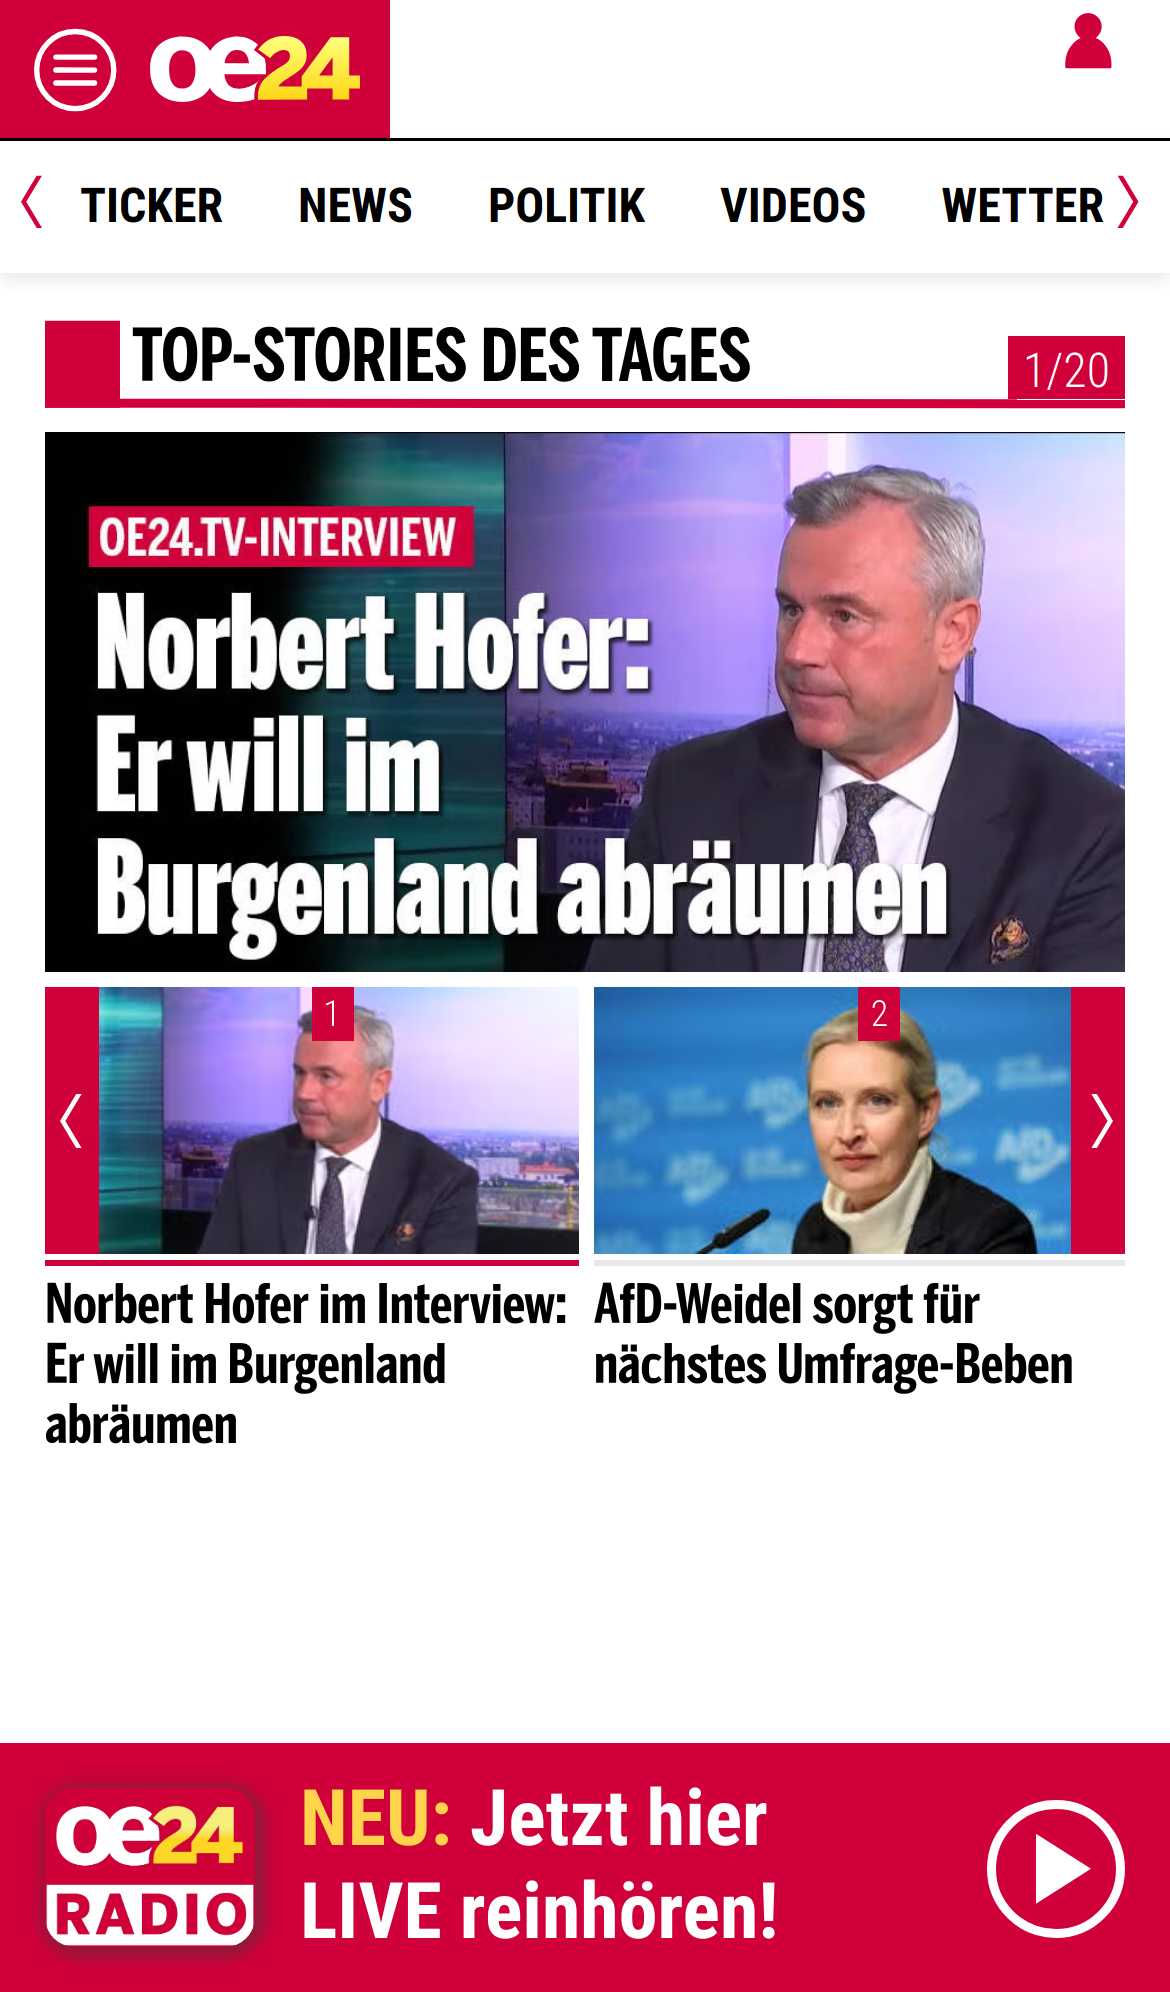 oe24
TICKER NEWS POLITIK VIDEOS WETTER
TOP-STORIES DES TAGES
1/20
OE24.TV-INTERVIEW
Norbert Hofer:
Er will im
Burgenland abräumen
1
Norbert Hofer im Interview:
Er will im Burgenland
abräumen
2
AfD
AfD
AfD-Weidel sorgt für
nächstes Umfrage-Beben
oe24
RADIO
NEU: Jetzt hier
LIVE reinhören!